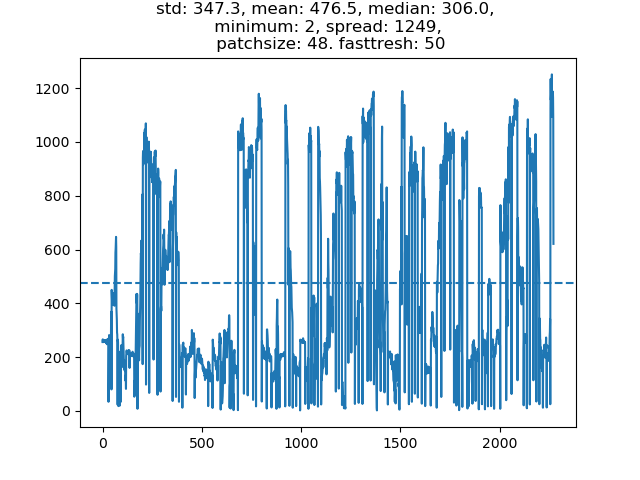 std: 347.3, mean: 476.5, median: 306.0,
minimum: 2, spread: 1249,
patchsize: 48. fasttresh: 50
1200
1000
800
600
400
200
0
0 500 1000 1500 2000